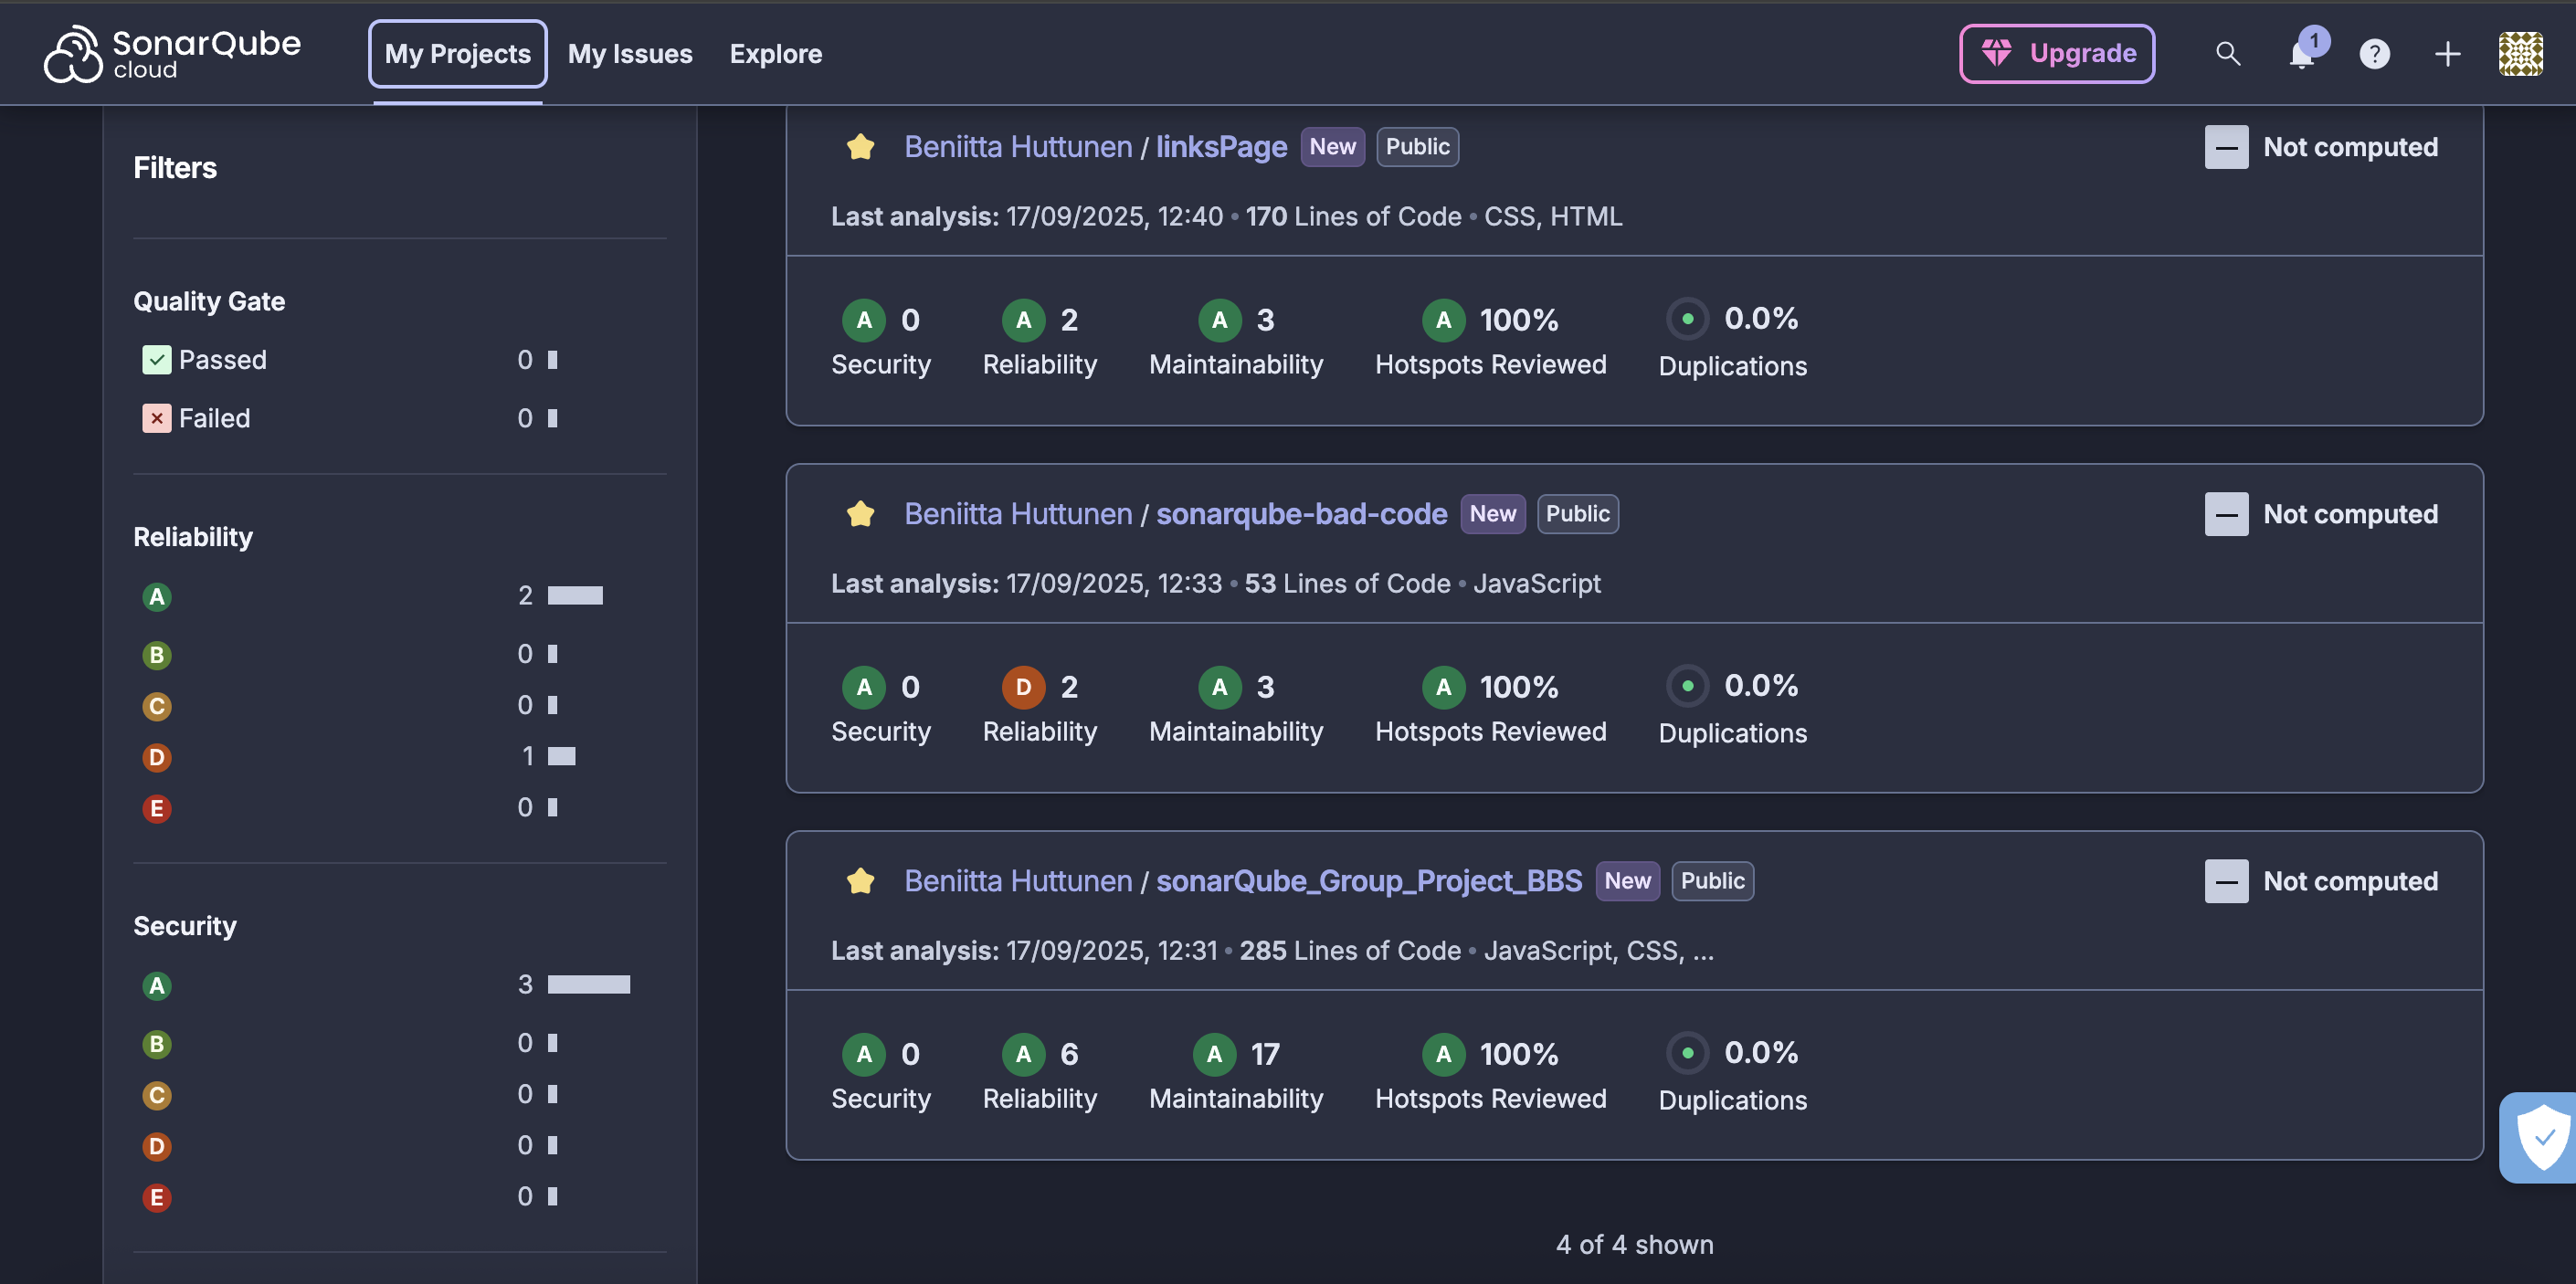 SonarQube cloud
My Projects
My Issues
Explore
Upgrade
1
?
Filters
Quality Gate
Passed 0
Failed 0
Reliability
A 2
B 0
C 0
D 1
E 0
Security
A 3
B 0
C 0
D 0
E 0
Beniitta Huttunen / linksPage New Public
Not computed
Last analysis: 17/09/2025, 12:40 • 170 Lines of Code • CSS, HTML
A 0 A 2 A 3 A 100% 0.0%
Security Reliability Maintainability Hotspots Reviewed Duplications
Beniitta Huttunen / sonarqube-bad-code New Public
Not computed
Last analysis: 17/09/2025, 12:33 • 53 Lines of Code • JavaScript
A 0 D 2 A 3 A 100% 0.0%
Security Reliability Maintainability Hotspots Reviewed Duplications
Beniitta Huttunen / sonarQube_Group_Project_BBS New Public
Not computed
Last analysis: 17/09/2025, 12:31 • 285 Lines of Code • JavaScript, CSS, ...
A 0 A 6 A 17 A 100% 0.0%
Security Reliability Maintainability Hotspots Reviewed Duplications
4 of 4 shown